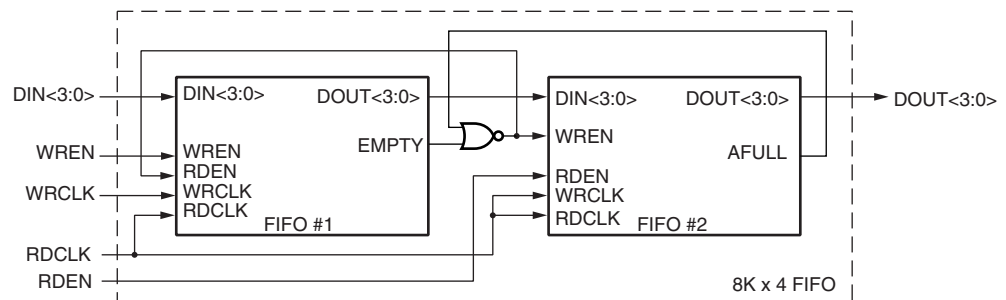 DIN<3:0>
WREN
WRCLK
RDCLK
RDEN
DIN<3:0>
DOUT<3:0>
EMPTY
WREN
RDEN
WRCLK
RDCLK
FIFO #1
DIN<3:0>
DOUT<3:0>
WREN
AFULL
RDEN
WRCLK
RDCLK
FIFO #2
DOUT<3:0>
8K x 4 FIFO